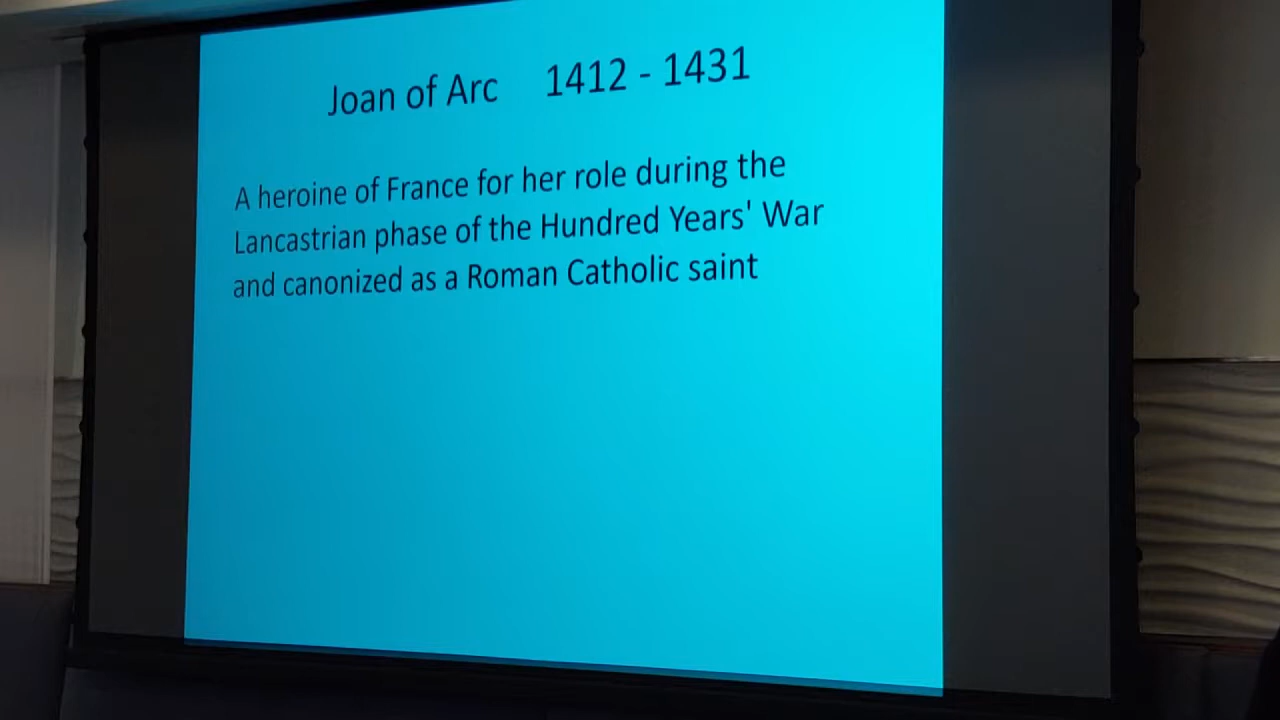 Joan of Arc 1412 - 1431
A heroine of France for her role during the
Lancastrian phase of the Hundred Years' War
and canonized as a Roman Catholic saint